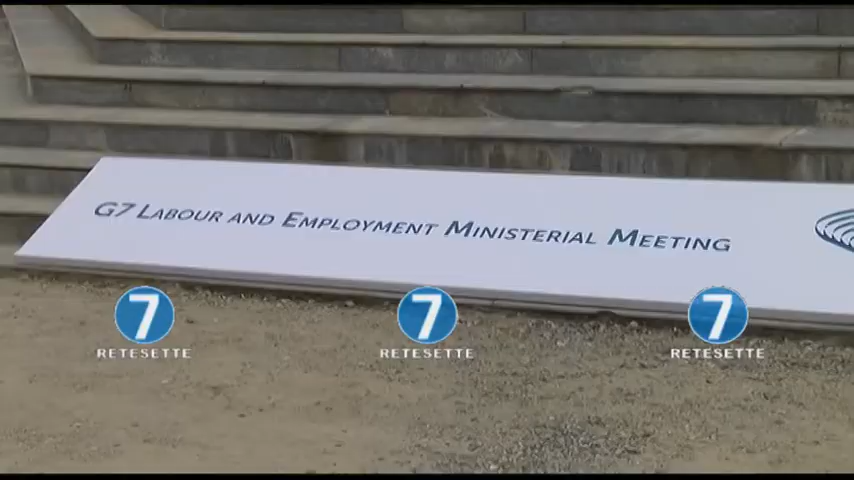 G7 Labour and Employment Ministerial Meeting
7 7 7
RETESETTE RETESETTE RETESETTE